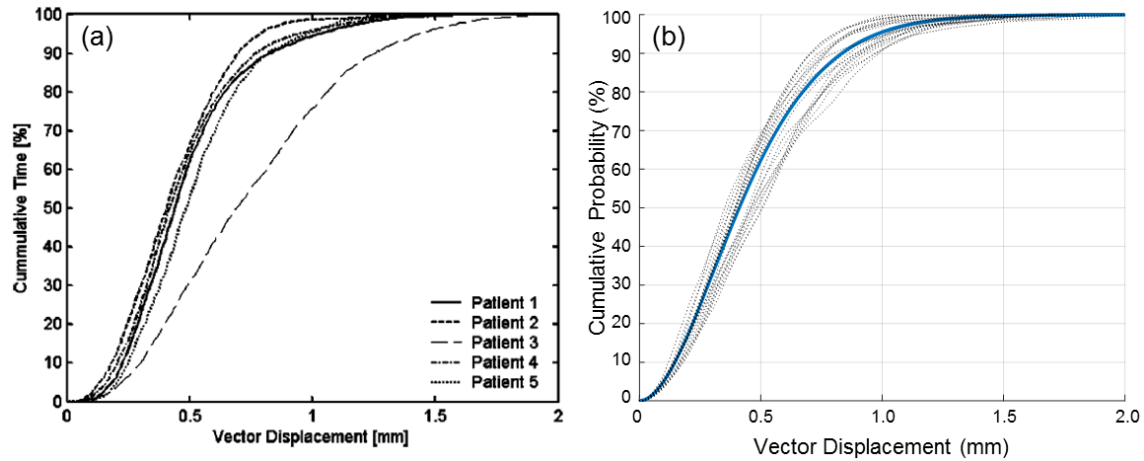 (a)
Cummulative Time [%]
100
90
80
70
60
50
40
30
20
10
0
0 0.5 1 1.5 2
Vector Displacement [mm]
Patient 1
Patient 2
Patient 3
Patient 4
Patient 5
(b)
Cumulative Probability (%)
100
90
80
70
60
50
40
30
20
10
0
0 0.5 1.0 1.5 2.0
Vector Displacement (mm)